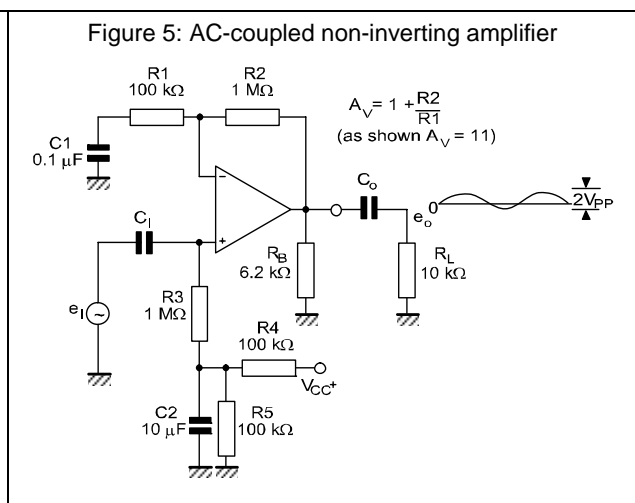 Figure 5: AC-coupled non-inverting amplifier
R1
100 kΩ
R2
1 MΩ
A_V = 1 + R2/R1
(as shown A_V = 11)
C1
0.1 µF
C_I
e_I
~
-
+
C_o
e_o
0
2V_PP
R_B
6.2 kΩ
R_L
10 kΩ
R3
1 MΩ
R4
100 kΩ
V_CC+
C2
10 µF
R5
100 kΩ